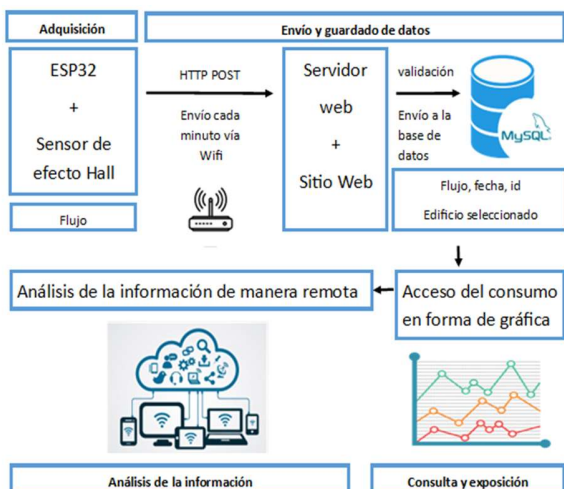 Adquisición
Envío y guardado de datos
ESP32
+
Sensor de
efecto Hall
Flujo
HTTP POST
Envío cada
minuto vía
Wifi
Servidor
web
+
Sitio Web
validación
Envío a la
base de
datos
MySQL
Flujo, fecha, id
Edificio seleccionado
Análisis de la información de manera remota
Acceso del consumo
en forma de gráfica
Análisis de la información
Consulta y exposición